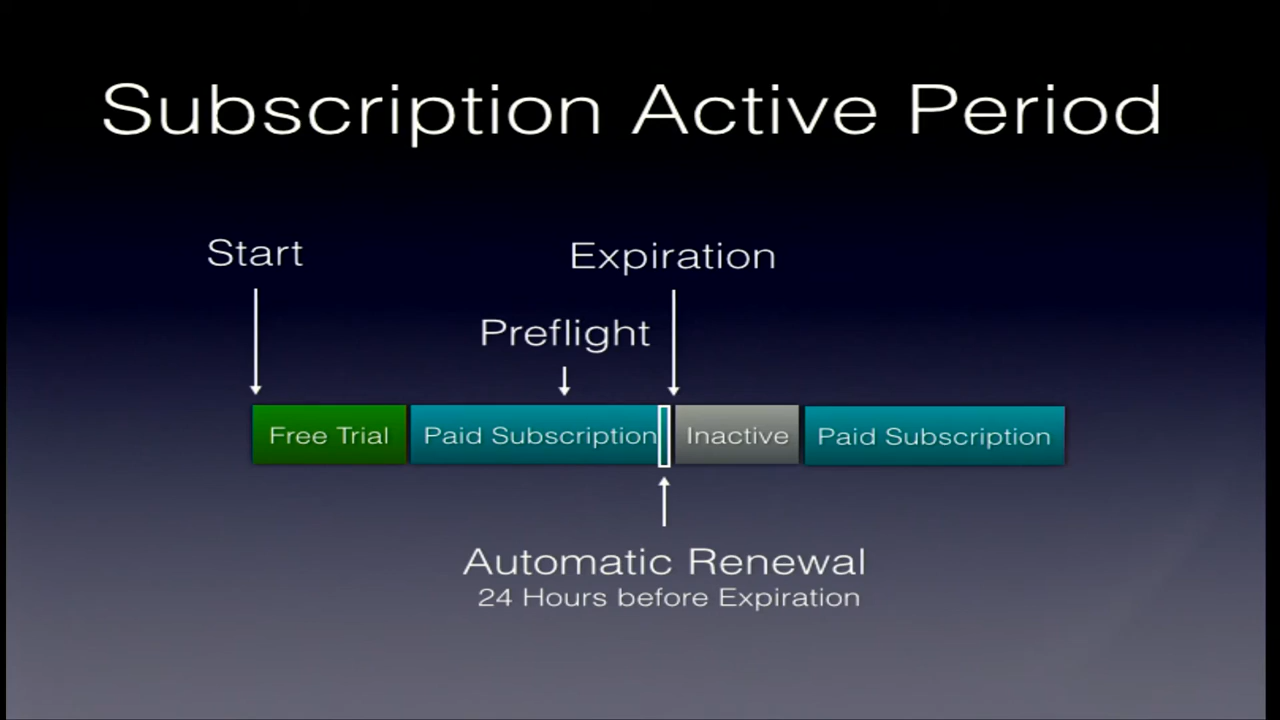 Subscription Active Period
Start
Expiration
Preflight
Free Trial
Paid Subscription
Inactive
Paid Subscription
Automatic Renewal
24 Hours before Expiration